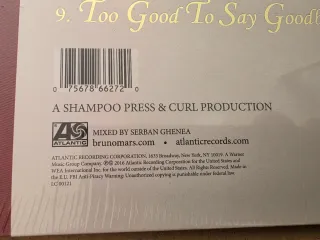 9. Too Good To Say Goodb
0 75678 66272 0
A SHAMPOO PRESS & CURL PRODUCTION
ATLANTIC
MIXED BY SERBAN GHENEA
brunomars.com • atlanticrecords.com
ATLANTIC RECORDING CORPORATION, 1633 Broadway, New York, NY 10019. A Warner
Music Group Company. ℗© 2016 Atlantic Recording Corporation for the United States and
WEA International Inc. for the world outside of the United States. All Rights Reserved. Made in
the E.U. FBI Anti-Piracy Warning: Unauthorized copying is punishable under federal law.